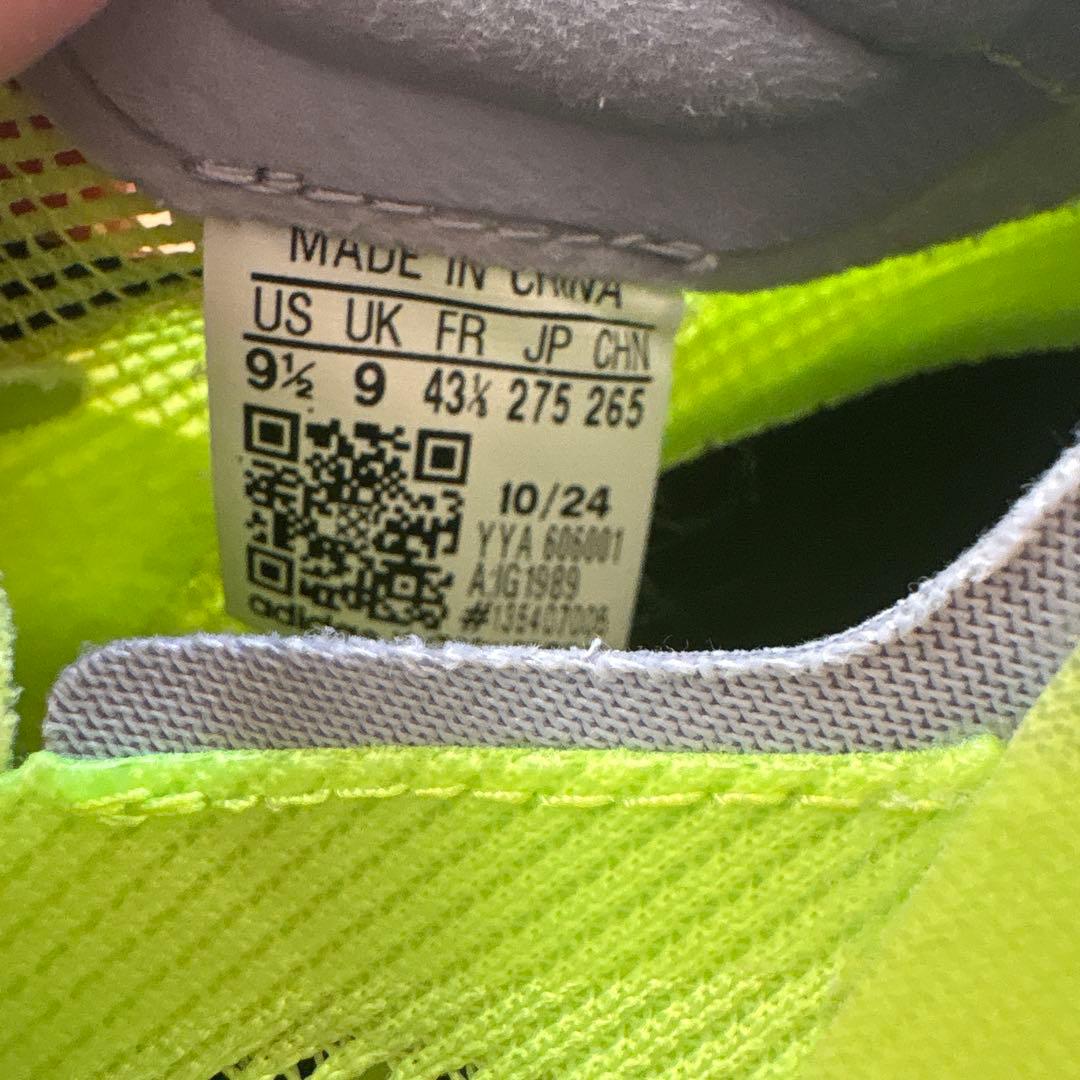 MADE IN CHINA
US UK FR JP CHN
9½ 9 43⅓ 275 265
10/24
YYA 606001
A:IG1989
#135407006